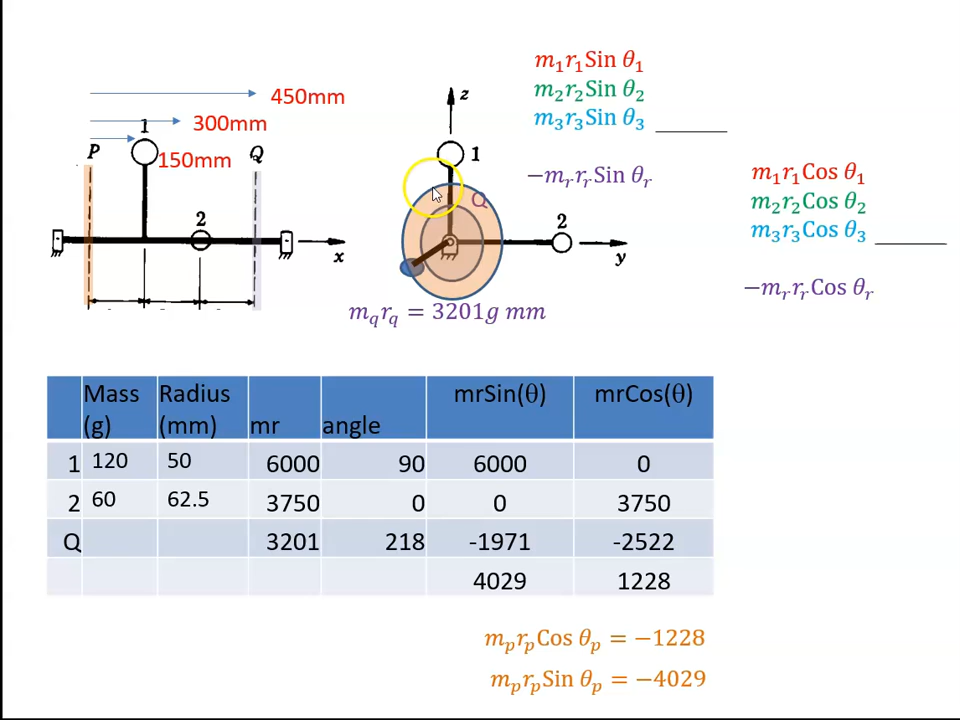 450mm
300mm
150mm
P
1
Q
2
x
z
1
Q
2
y
m₁r₁Sin θ₁
m₂r₂Sin θ₂
m₃r₃Sin θ₃
−mᵣrᵣSin θᵣ
m₁r₁Cos θ₁
m₂r₂Cos θ₂
m₃r₃Cos θ₃
−mᵣrᵣCos θᵣ
m_q r_q = 3201g mm
Mass (g) Radius (mm) mr angle mrSin(θ) mrCos(θ)
1 120 50 6000 90 6000 0
2 60 62.5 3750 0 0 3750
Q 3201 218 -1971 -2522
4029 1228
mₚrₚCos θₚ = −1228
mₚrₚSin θₚ = −4029